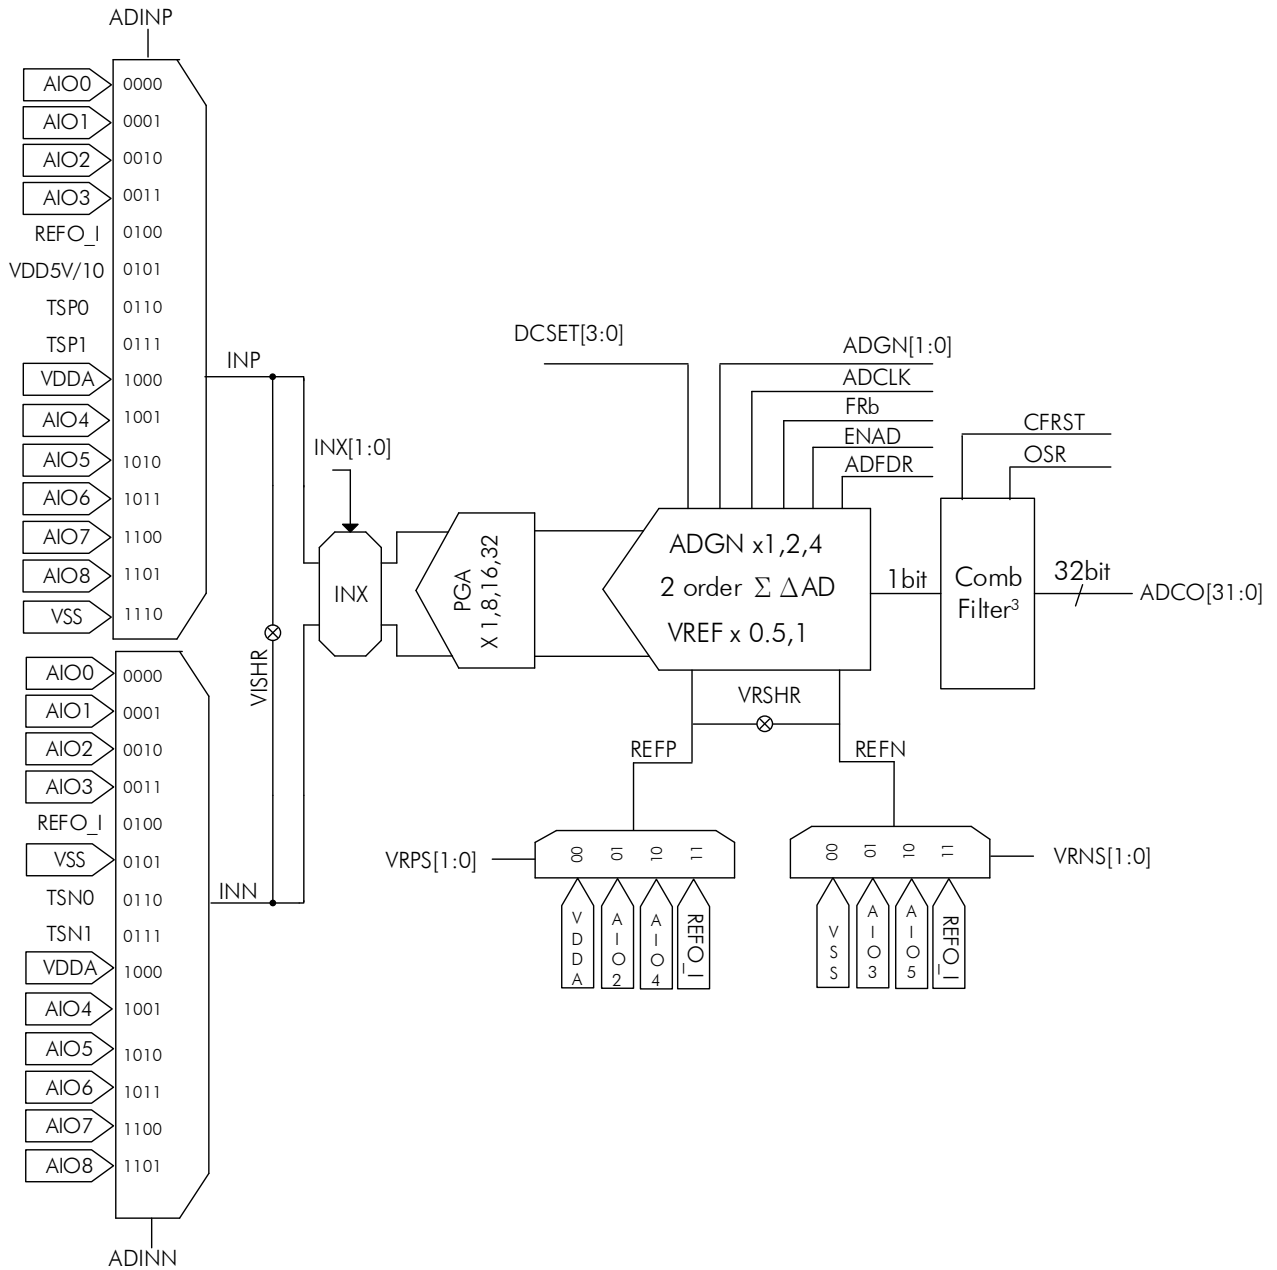 ADINP
AIO0 0000
AIO1 0001
AIO2 0010
AIO3 0011
REFO_I 0100
VDD5V/10 0101
TSP0 0110
TSP1 0111
VDDA 1000
AIO4 1001
AIO5 1010
AIO6 1011
AIO7 1100
AIO8 1101
VSS 1110
INP
AIO0 0000
AIO1 0001
AIO2 0010
AIO3 0011
REFO_I 0100
VSS 0101
TSN0 0110
TSN1 0111
VDDA 1000
AIO4 1001
AIO5 1010
AIO6 1011
AIO7 1100
AIO8 1101
ADINN
INN
VISHR
INX[1:0]
INX
PGA
X 1,8,16,32
DCSET[3:0]
ADGN[1:0]
ADCLK
FRb
ENAD
ADFDR
ADGN x1,2,4
2 order Σ ΔAD
VREF x 0.5,1
1bit
CFRST
OSR
Comb
Filter³
32bit
ADCO[31:0]
VRSHR
REFP
REFN
VRPS[1:0]
00 01 10 11
VDDA AIO2 AIO4 REFO_I
00 01 10 11
VRNS[1:0]
VSS AIO3 AIO5 REFO_I